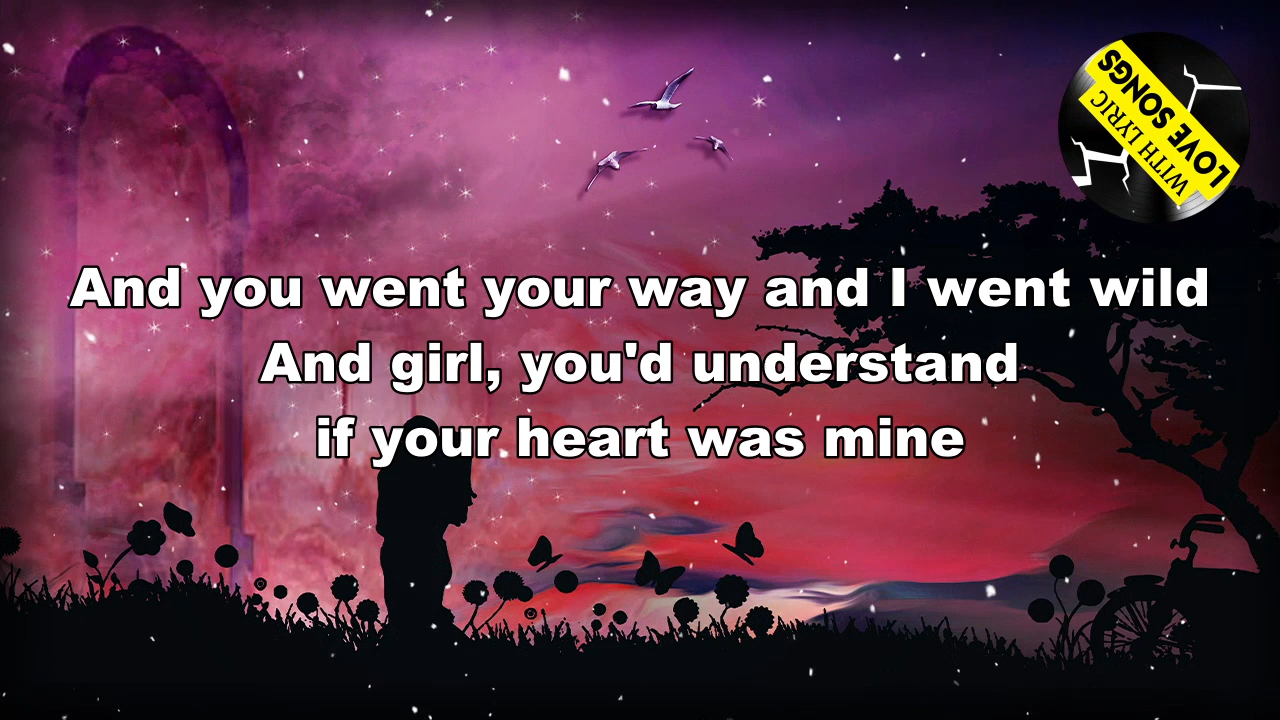 LOVE SONGS
WITH LYRIC
And you went your way and I went wild
And girl, you'd understand
if your heart was mine